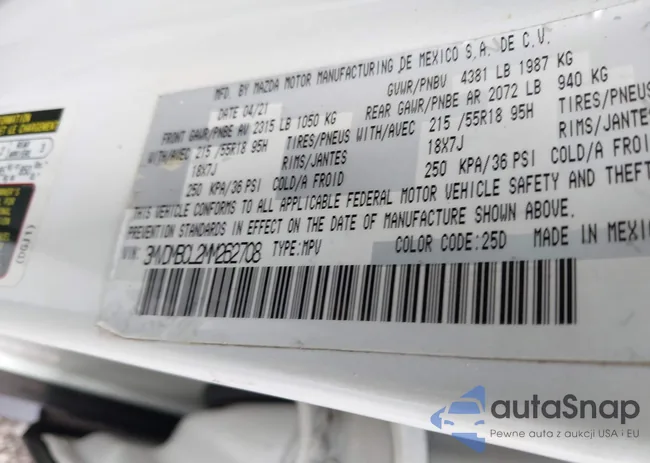 MFD. BY MAZDA MOTOR MANUFACTURING DE MEXICO S.A. DE C.V.
DATE 04/21 GVWR/PNBV 4381 LB 1987 KG
FRONT GAWR/PNBE AV 2315 LB 1050 KG REAR GAWR/PNBE AR 2072 LB 940 KG
WITH/AVEC 215 /55R18 95H TIRES/PNEUS WITH/AVEC 215 /55R18 95H TIRES/PNEUS
18X7J RIMS/JANTES 18X7J RIMS/JANTES
250 KPA/36 PSI COLD/A FROID 250 KPA/36 PSI COLD/A FROID
THIS VEHICLE CONFORMS TO ALL APPLICABLE FEDERAL MOTOR VEHICLE SAFETY AND THEFT
PREVENTION STANDARDS IN EFFECT ON THE DATE OF MANUFACTURE SHOWN ABOVE.
VIN: 3MVDMBCL2MM262708 TYPE:MPV COLOR CODE:25D MADE IN MEXIC
autaSnap
Pewne auta z aukcji USA i EU